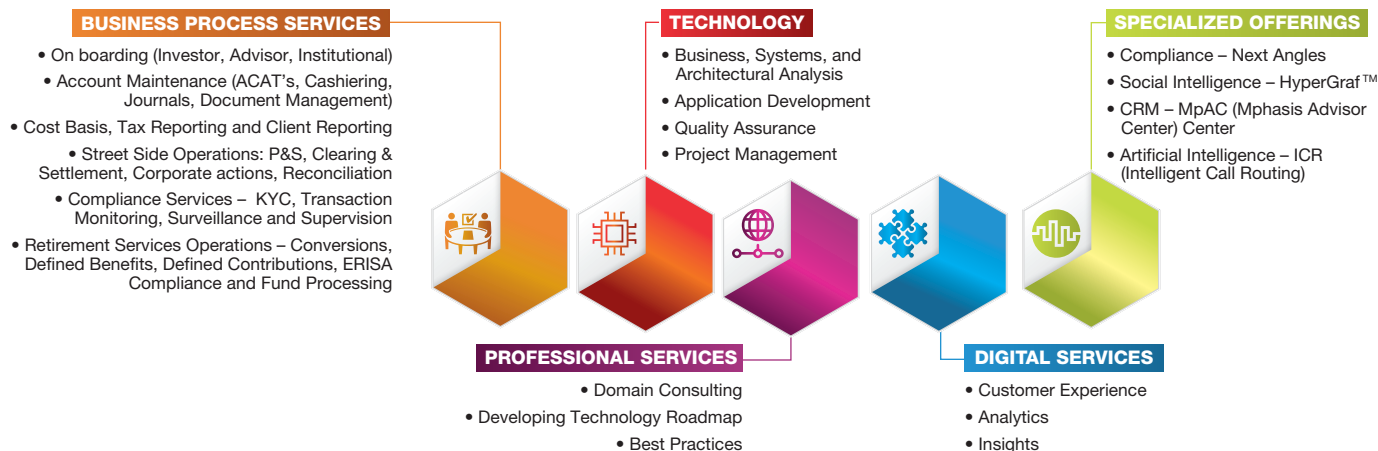 BUSINESS PROCESS SERVICES
• On boarding (Investor, Advisor, Institutional)
• Account Maintenance (ACAT's, Cashiering,
Journals, Document Management)
• Cost Basis, Tax Reporting and Client Reporting
• Street Side Operations: P&S, Clearing &
Settlement, Corporate actions, Reconciliation
• Compliance Services – KYC, Transaction
Monitoring, Surveillance and Supervision
• Retirement Services Operations – Conversions,
Defined Benefits, Defined Contributions, ERISA
Compliance and Fund Processing
TECHNOLOGY
• Business, Systems, and
Architectural Analysis
• Application Development
• Quality Assurance
• Project Management
SPECIALIZED OFFERINGS
• Compliance – Next Angles
• Social Intelligence – HyperGraf™
• CRM – MpAC (Mphasis Advisor
Center) Center
• Artificial Intelligence – ICR
(Intelligent Call Routing)
PROFESSIONAL SERVICES
• Domain Consulting
• Developing Technology Roadmap
• Best Practices
DIGITAL SERVICES
• Customer Experience
• Analytics
• Insights